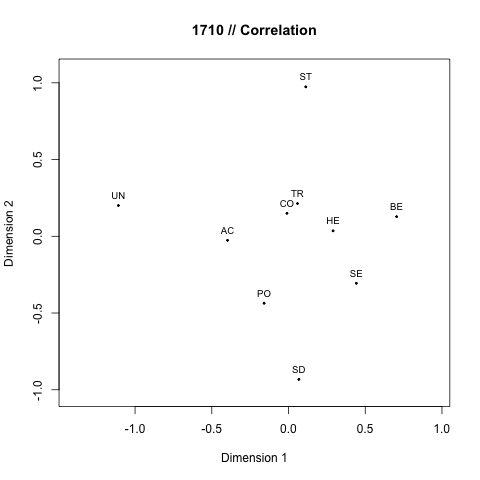 1710 // Correlation
ST
UN
TR
CO
BE
HE
AC
SE
PO
SD
1.0
0.5
0.0
-0.5
-1.0
Dimension 2
-1.0 -0.5 0.0 0.5 1.0
Dimension 1